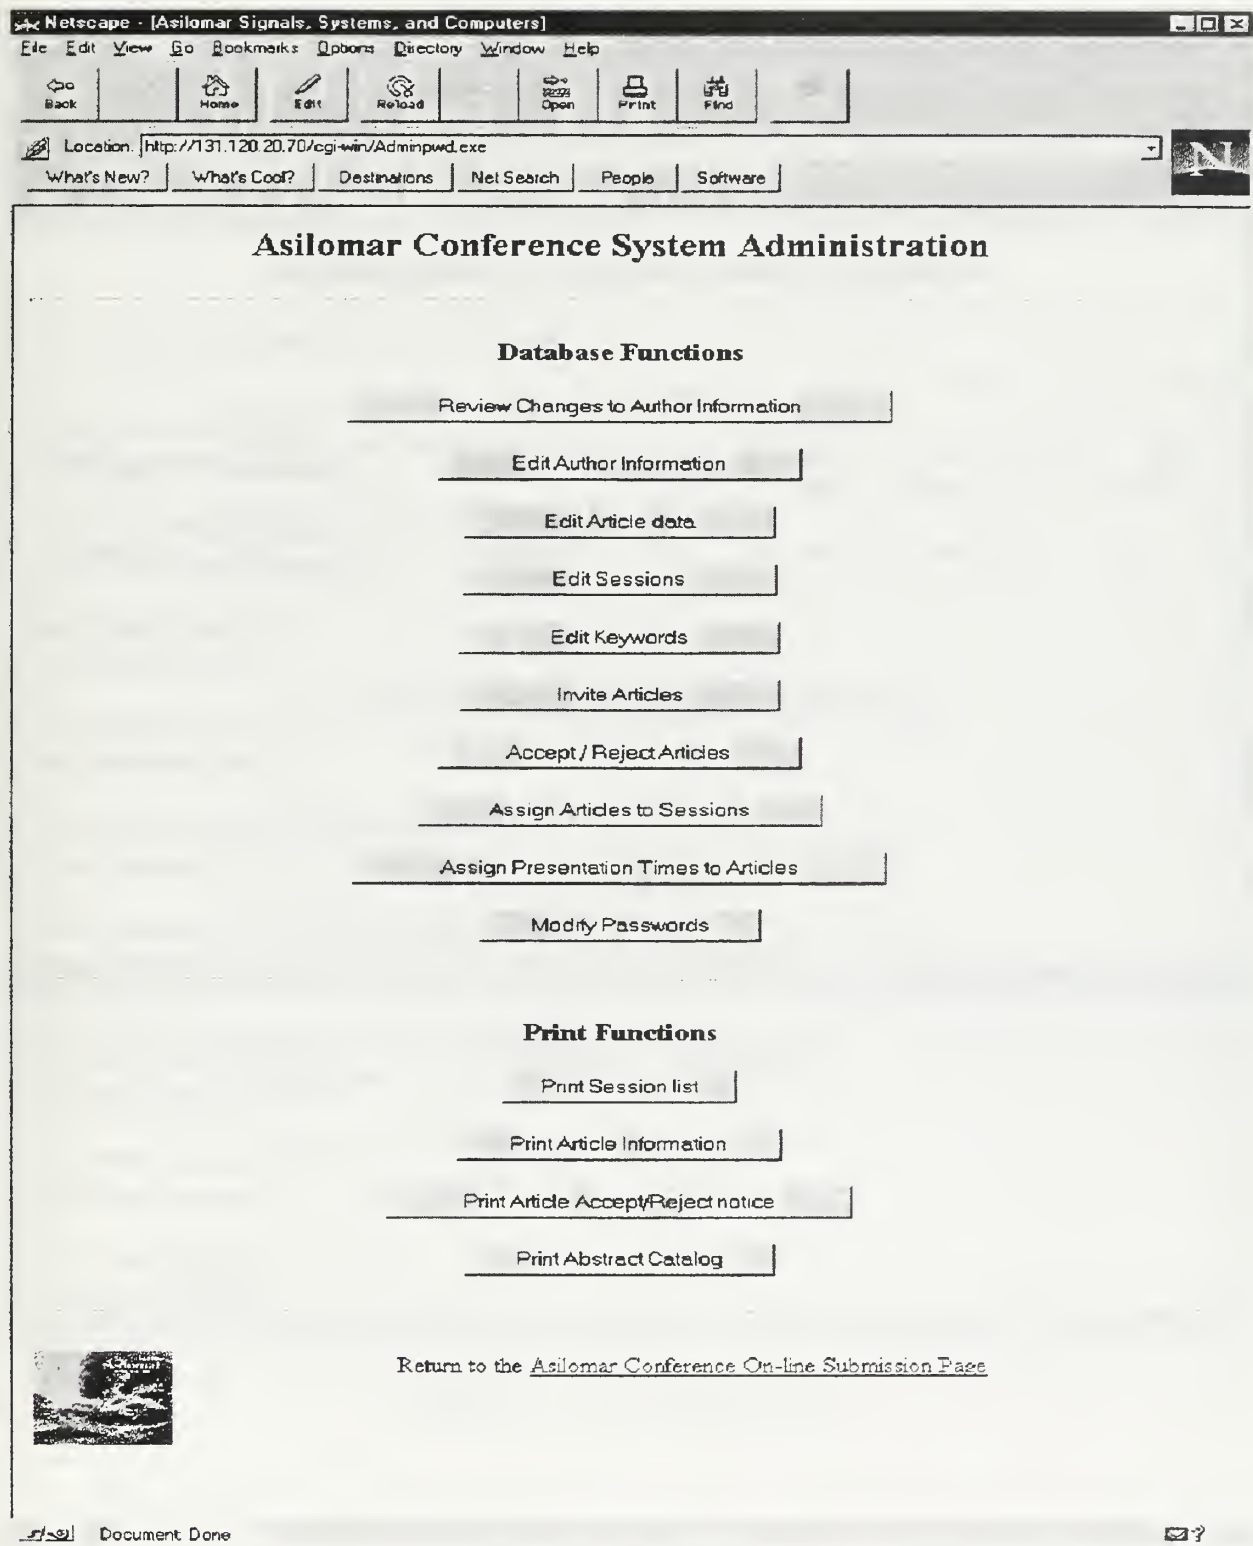 Netscape - [Asilomar Signals, Systems, and Computers]
File Edit View Go Bookmarks Options Directory Window Help
Back Home Edit Reload Open Print Find
Location: http://131.120.20.70/cgi-win/Adminpwd.exe
N
What's New? What's Cool? Destinations Net Search People Software
Asilomar Conference System Administration
Database Functions
Review Changes to Author Information
Edit Author Information
Edit Article data
Edit Sessions
Edit Keywords
Invite Articles
Accept / Reject Articles
Assign Articles to Sessions
Assign Presentation Times to Articles
Modify Passwords
Print Functions
Print Session list
Print Article Information
Print Article Accept/Reject notice
Print Abstract Catalog
Return to the Asilomar Conference On-line Submission Page
Document Done
?